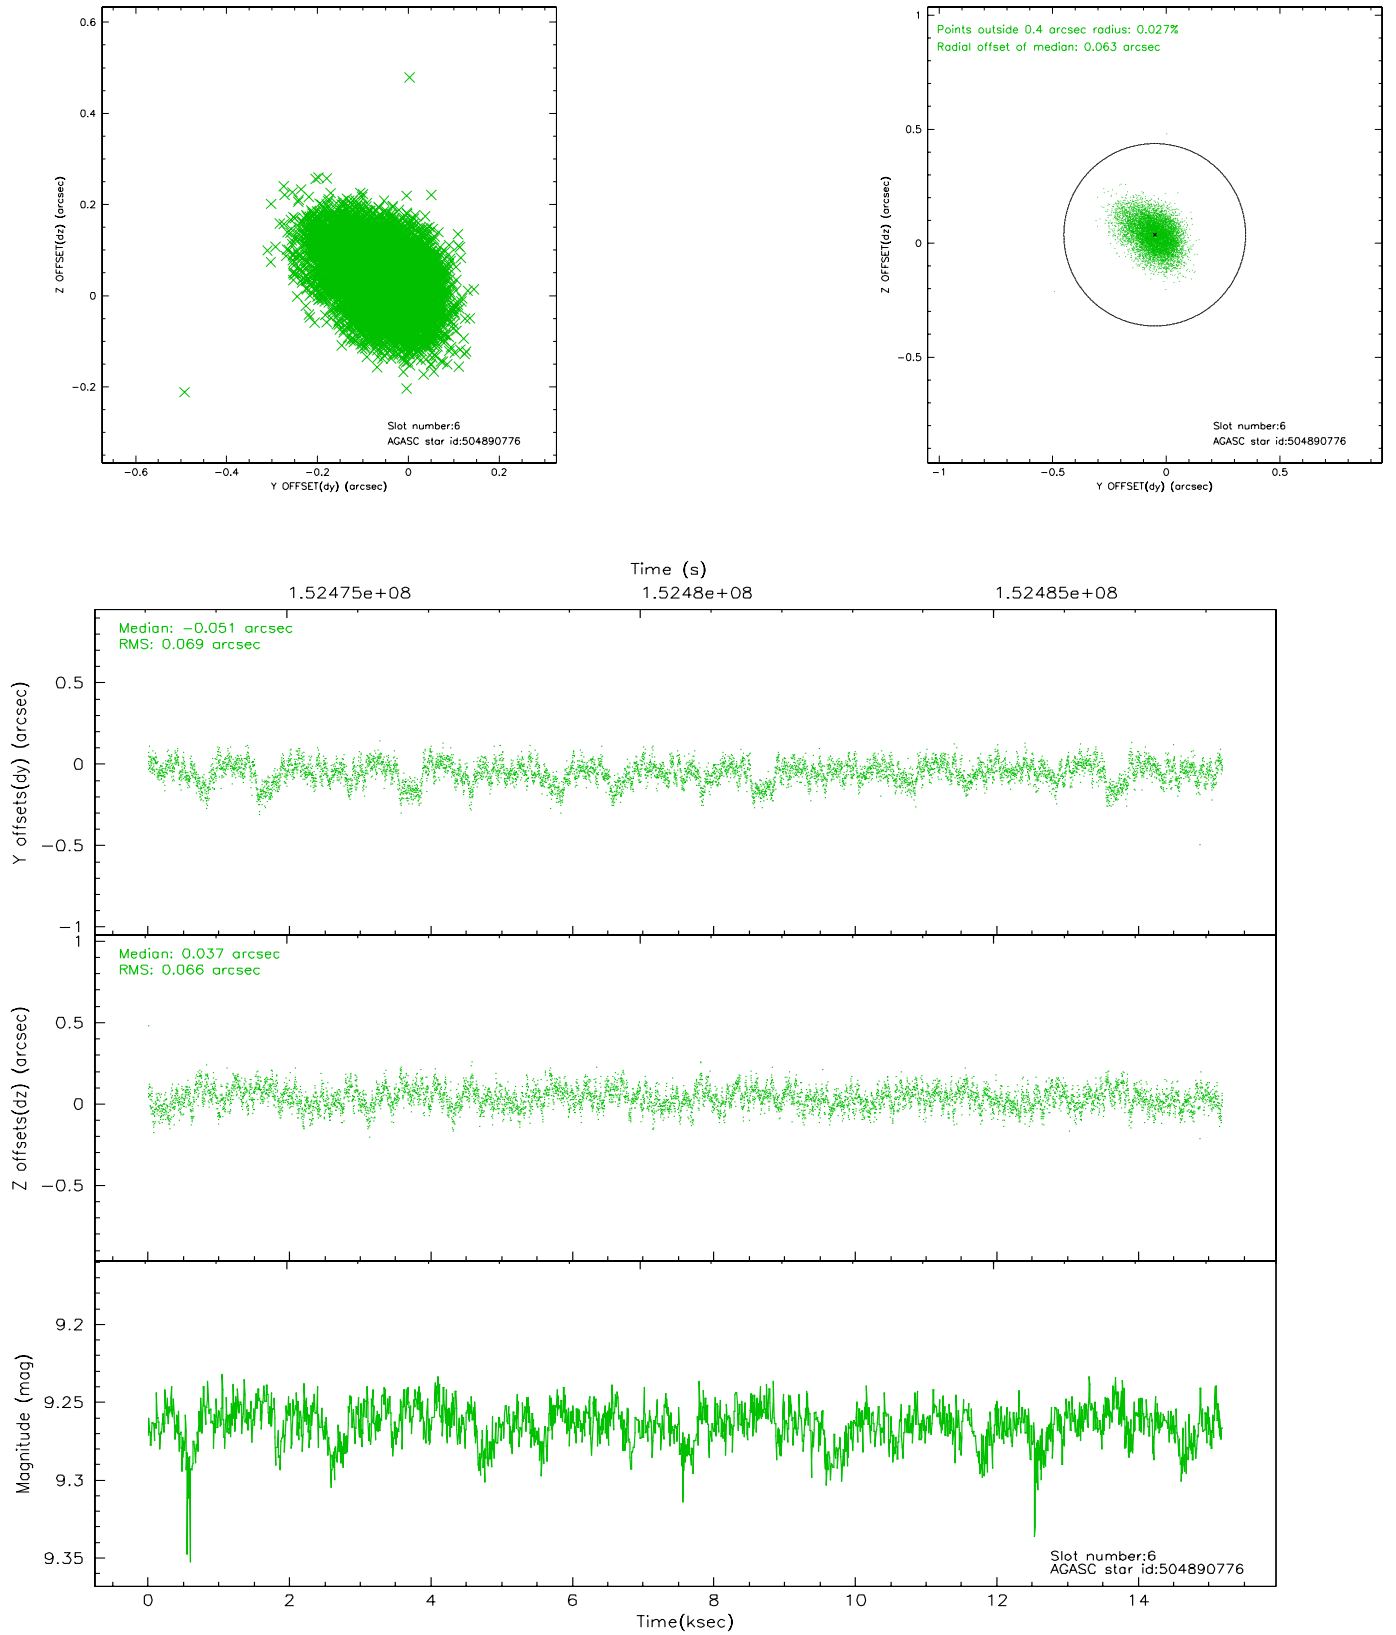 0.6
0.4
0.2
0
−0.2
Z OFFSET(dz) (arcsec)
−0.6 −0.4 −0.2 0 0.2
Y OFFSET(dy) (arcsec)
Slot number:6
AGASC star id:504890776
Points outside 0.4 arcsec radius: 0.027%
Radial offset of median: 0.063 arcsec
1
0.5
0
−0.5
Z OFFSET(dz) (arcsec)
−1 −0.5 0 0.5
Y OFFSET(dy) (arcsec)
Slot number:6
AGASC star id:504890776
Time (s)
1.52475e+08 1.5248e+08 1.52485e+08
Median: −0.051 arcsec
RMS: 0.069 arcsec
0.5
0
−0.5
−1
Y offsets(dy) (arcsec)
Median: 0.037 arcsec
RMS: 0.066 arcsec
1
0.5
0
−0.5
Z offsets(dz) (arcsec)
9.2
9.25
9.3
9.35
Magnitude (mag)
Slot number:6
AGASC star id:504890776
0 2 4 6 8 10 12 14
Time(ksec)